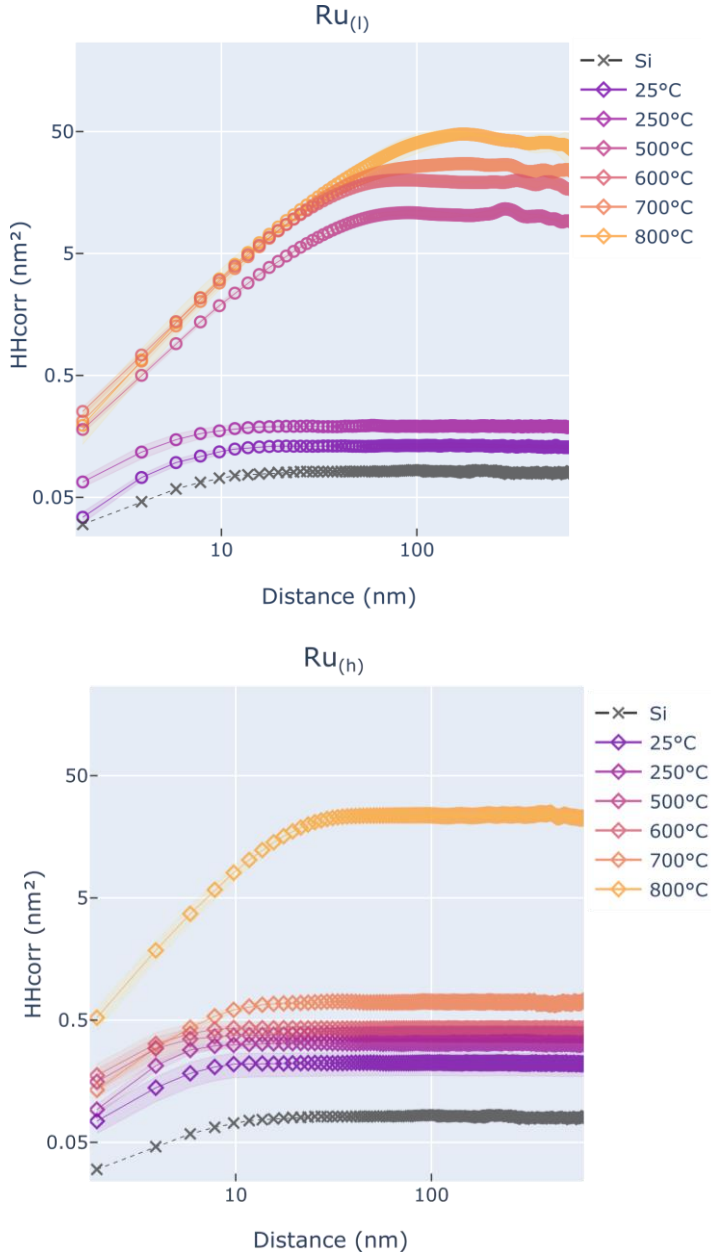 Ru(l)
HHcorr (nm²)
50
5
0.5
0.05
10
100
Distance (nm)
Si
25°C
250°C
500°C
600°C
700°C
800°C
Ru(h)
HHcorr (nm²)
50
5
0.5
0.05
10
100
Distance (nm)
Si
25°C
250°C
500°C
600°C
700°C
800°C